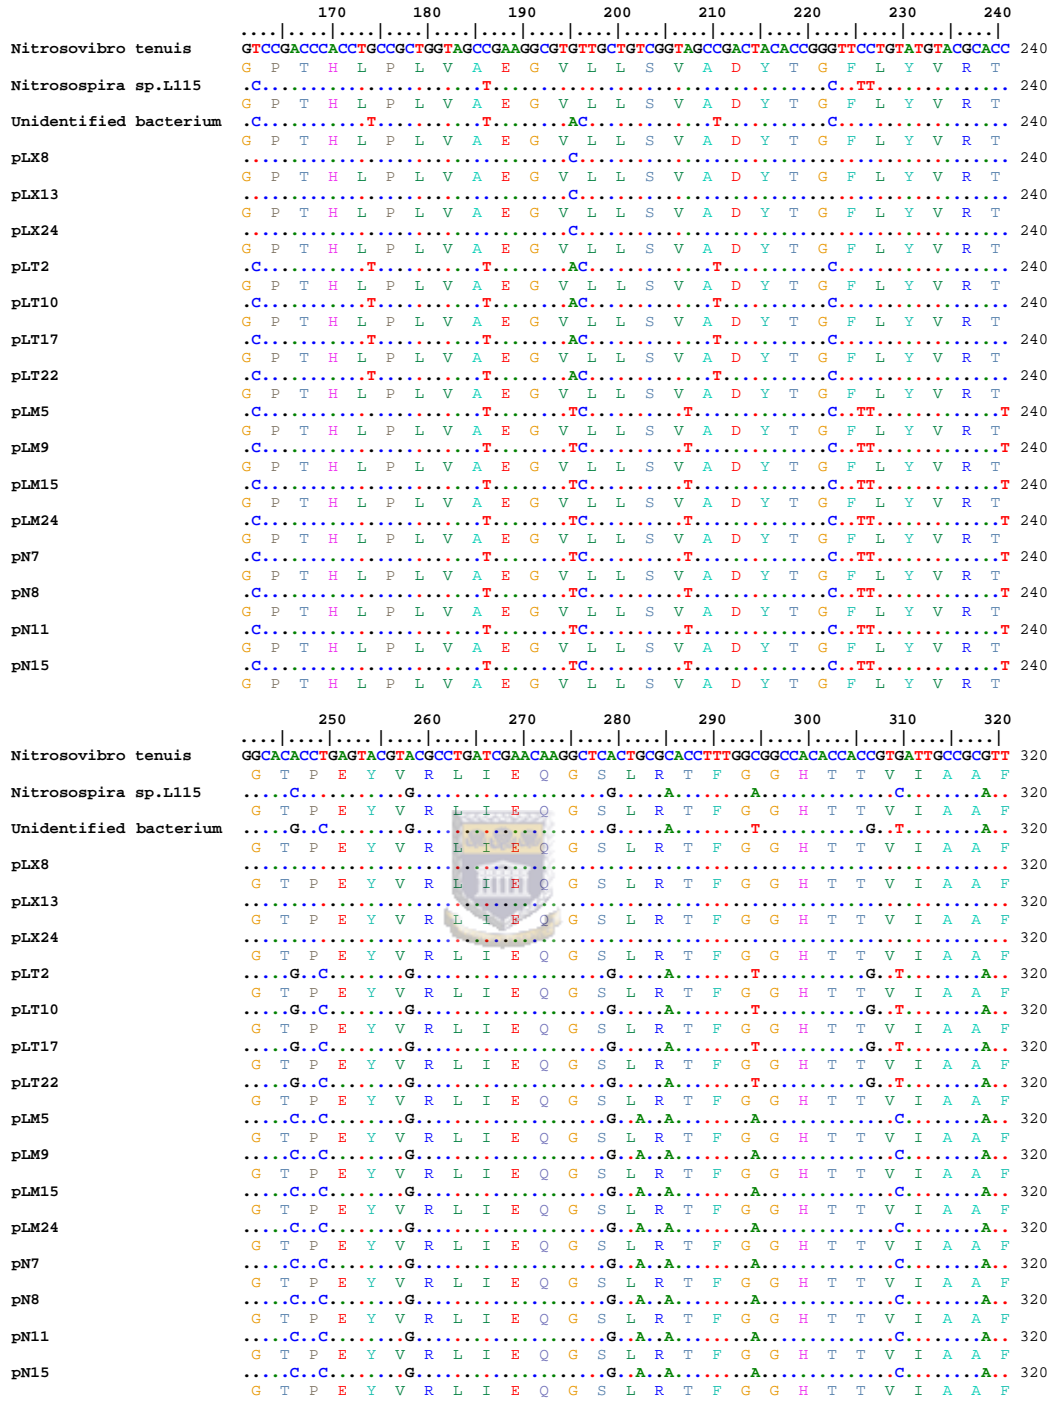 170 180 190 200 210 220 230 240
Nitrosovibro tenuis GTCCGACCCACCTGCCGCTGGTAGCCGAAGGCGTGTTGCTGTCGGTAGCCGACTACACCGGGTTCCTGTATGTACGCACC 240
G P T H L P L V A E G V L L S V A D Y T G F L Y V R T
Nitrosospira sp.L115 .C.......................T...................................C..TT.............. 240
G P T H L P L V A E G V L L S V A D Y T G F L Y V R T
Unidentified bacterium .C...........T...........T........AC.............T...........C.................. 240
G P T H L P L V A E G V L L S V A D Y T G F L Y V R T
pLX8 ..................................C............................................. 240
G P T H L P L V A E G V L L S V A D Y T G F L Y V R T
pLX13 ..................................C............................................. 240
G P T H L P L V A E G V L L S V A D Y T G F L Y V R T
pLX24 ..................................C............................................. 240
G P T H L P L V A E G V L L S V A D Y T G F L Y V R T
pLT2 .C...........T...........T........AC.............T...........C.................. 240
G P T H L P L V A E G V L L S V A D Y T G F L Y V R T
pLT10 .C...........T...........T........AC.............T...........C.................. 240
G P T H L P L V A E G V L L S V A D Y T G F L Y V R T
pLT17 .C...........T...........T........AC.............T...........C.................. 240
G P T H L P L V A E G V L L S V A D Y T G F L Y V R T
pLT22 .C...........T...........T........AC.............T...........C.................. 240
G P T H L P L V A E G V L L S V A D Y T G F L Y V R T
pLM5 .C.......................T........TC..........T..............C..TT.............T 240
G P T H L P L V A E G V L L S V A D Y T G F L Y V R T
pLM9 .C.......................T........TC..........T..............C..TT.............T 240
G P T H L P L V A E G V L L S V A D Y T G F L Y V R T
pLM15 .C.......................T........TC..........T..............C..TT.............T 240
G P T H L P L V A E G V L L S V A D Y T G F L Y V R T
pLM24 .C.......................T........TC..........T..............C..TT.............T 240
G P T H L P L V A E G V L L S V A D Y T G F L Y V R T
pN7 .C.......................T........TC..........T..............C..TT.............T 240
G P T H L P L V A E G V L L S V A D Y T G F L Y V R T
pN8 .C.......................T........TC..........T..............C..TT.............T 240
G P T H L P L V A E G V L L S V A D Y T G F L Y V R T
pN11 .C.......................T........TC..........T..............C..TT.............T 240
G P T H L P L V A E G V L L S V A D Y T G F L Y V R T
pN15 .C.......................T........TC..........T..............C..TT.............T 240
G P T H L P L V A E G V L L S V A D Y T G F L Y V R T
250 260 270 280 290 300 310 320
Nitrosovibro tenuis GGCACACCTGAGTACGTACGCCTGATCGAACAAGGCTCACTGCGCACCTTTGGCGGCCACACCACCGTGATTGCCGCGTT 320
G T P E Y V R L I E Q G S L R T F G G H T T V I A A F
Nitrosospira sp.L115 .....C...........G....................G.....A........A..............C........A.. 320
G T P E Y V R L I E Q G S L R T F G G H T T V I A A F
Unidentified bacterium .....G..C........G....................G.....A........T...........G..T........A.. 320
G T P E Y V R L I E Q G S L R T F G G H T T V I A A F
pLX8 ................................................................................ 320
G T P E Y V R L I E Q G S L R T F G G H T T V I A A F
pLX13 ................................................................................ 320
G T P E Y V R L I E Q G S L R T F G G H T T V I A A F
pLX24 ................................................................................ 320
G T P E Y V R L I E Q G S L R T F G G H T T V I A A F
pLT2 .....G..C........G....................G.....A........T...........G..T........A.. 320
G T P E Y V R L I E Q G S L R T F G G H T T V I A A F
pLT10 .....G..C........G....................G.....A........T...........G..T........A.. 320
G T P E Y V R L I E Q G S L R T F G G H T T V I A A F
pLT17 .....G..C........G....................G.....A........T...........G..T........A.. 320
G T P E Y V R L I E Q G S L R T F G G H T T V I A A F
pLT22 .....G..C........G....................G.....A........T...........G..T........A.. 320
G T P E Y V R L I E Q G S L R T F G G H T T V I A A F
pLM5 .....C..C........G....................G..A..A........A..............C........A.. 320
G T P E Y V R L I E Q G S L R T F G G H T T V I A A F
pLM9 .....C..C........G....................G..A..A........A..............C........A.. 320
G T P E Y V R L I E Q G S L R T F G G H T T V I A A F
pLM15 .....C..C........G....................G..A..A........A..............C........A.. 320
G T P E Y V R L I E Q G S L R T F G G H T T V I A A F
pLM24 .....C..C........G....................G..A..A........A..............C........A.. 320
G T P E Y V R L I E Q G S L R T F G G H T T V I A A F
pN7 .....C..C........G....................G..A..A........A..............C........A.. 320
G T P E Y V R L I E Q G S L R T F G G H T T V I A A F
pN8 .....C..C........G....................G..A..A........A..............C........A.. 320
G T P E Y V R L I E Q G S L R T F G G H T T V I A A F
pN11 .....C..C........G....................G..A..A........A..............C........A.. 320
G T P E Y V R L I E Q G S L R T F G G H T T V I A A F
pN15 .....C..C........G....................G..A..A........A..............C........A.. 320
G T P E Y V R L I E Q G S L R T F G G H T T V I A A F